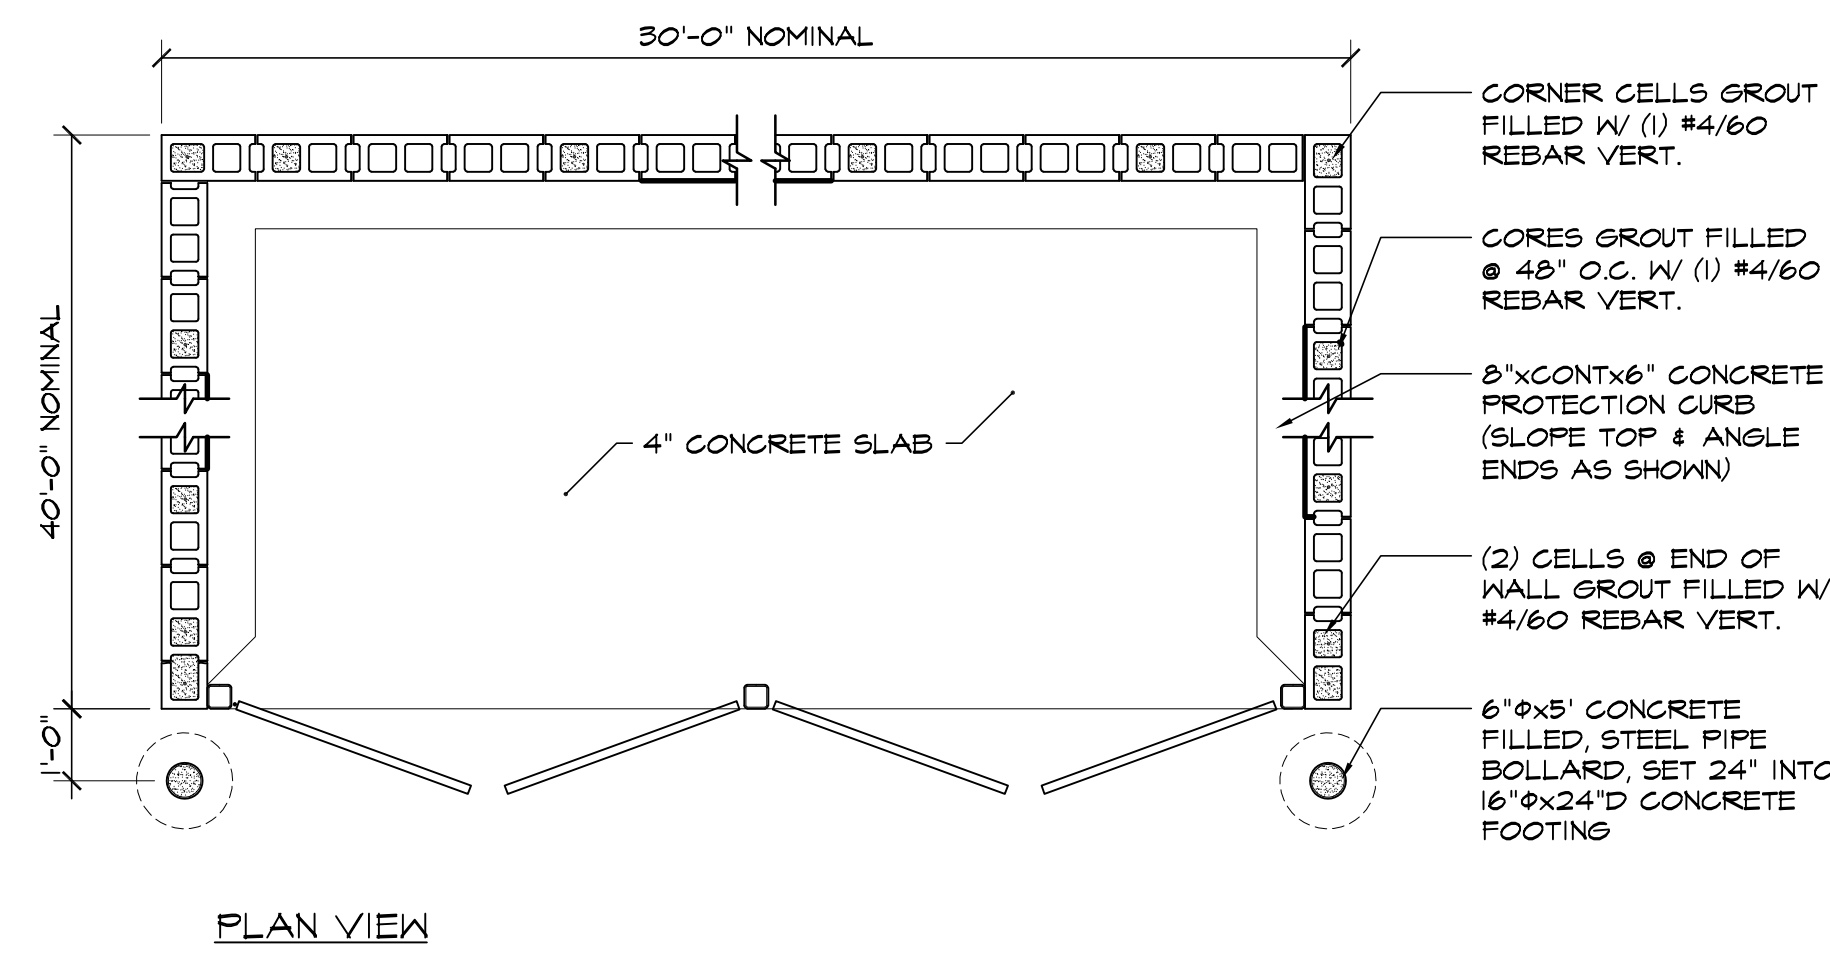 30'-0" NOMINAL
CORNER CELLS GROUT
FILLED W/ (1) #4/60
REBAR VERT.
CORES GROUT FILLED
@ 48" O.C. W/ (1) #4/60
REBAR VERT.
40'-0" NOMINAL
8"xCONTx6" CONCRETE
PROTECTION CURB
(SLOPE TOP & ANGLE
ENDS AS SHOWN)
4" CONCRETE SLAB
(2) CELLS @ END OF
WALL GROUT FILLED W/
#4/60 REBAR VERT.
1'-0"
6"Φx5' CONCRETE
FILLED, STEEL PIPE
BOLLARD, SET 24" INTO
16"Φx24"D CONCRETE
FOOTING
PLAN VIEW